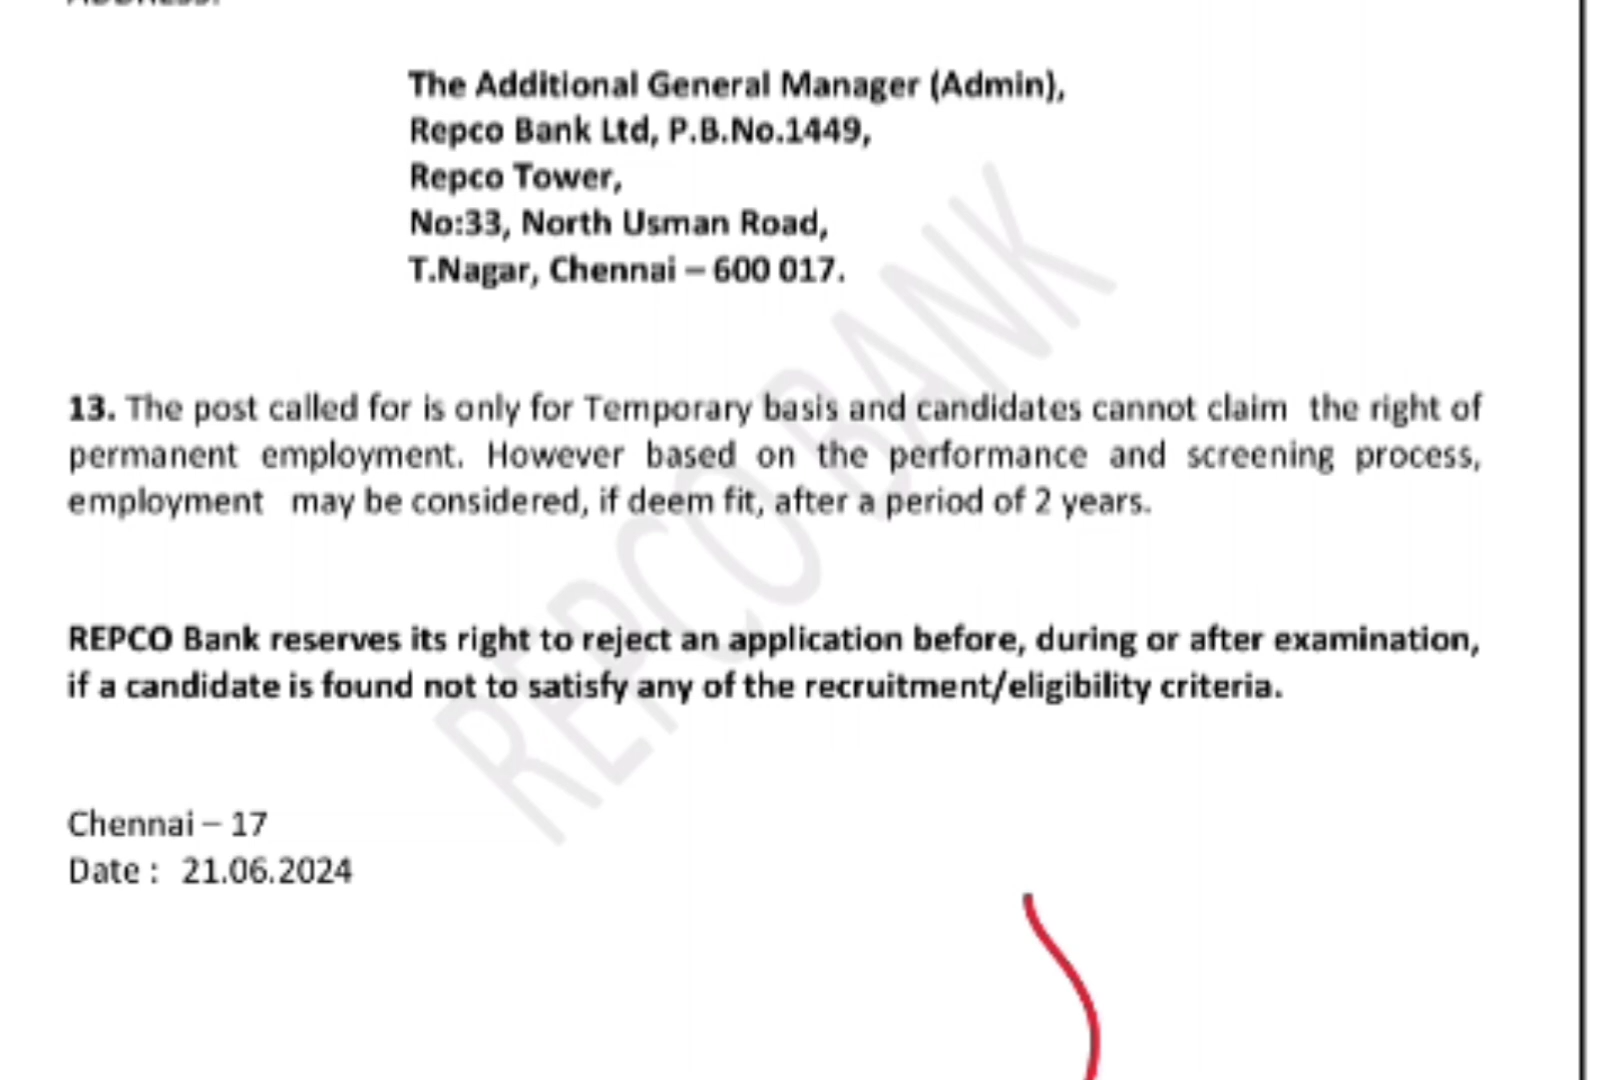 ADDRESS:
The Additional General Manager (Admin),
Repco Bank Ltd, P.B.No.1449,
Repco Tower,
No:33, North Usman Road,
T.Nagar, Chennai – 600 017.
13. The post called for is only for Temporary basis and candidates cannot claim the right of
permanent employment. However based on the performance and screening process,
employment may be considered, if deem fit, after a period of 2 years.
REPCO Bank reserves its right to reject an application before, during or after examination,
if a candidate is found not to satisfy any of the recruitment/eligibility criteria.
Chennai – 17
Date : 21.06.2024
REPCO BANK